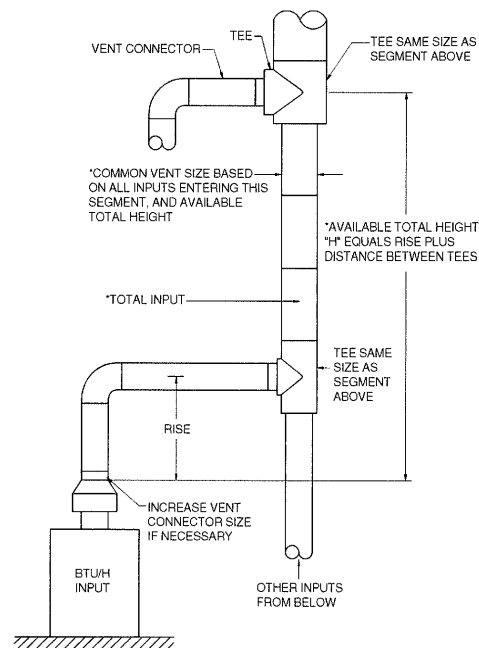 TEE
VENT CONNECTOR
TEE SAME SIZE AS
SEGMENT ABOVE
*COMMON VENT SIZE BASED
ON ALL INPUTS ENTERING THIS
SEGMENT, AND AVAILABLE
TOTAL HEIGHT
*AVAILABLE TOTAL HEIGHT
"H" EQUALS RISE PLUS
DISTANCE BETWEEN TEES
*TOTAL INPUT
TEE SAME
SIZE AS
SEGMENT
ABOVE
RISE
INCREASE VENT
CONNECTOR SIZE
IF NECESSARY
BTU/H
INPUT
OTHER INPUTS
FROM BELOW